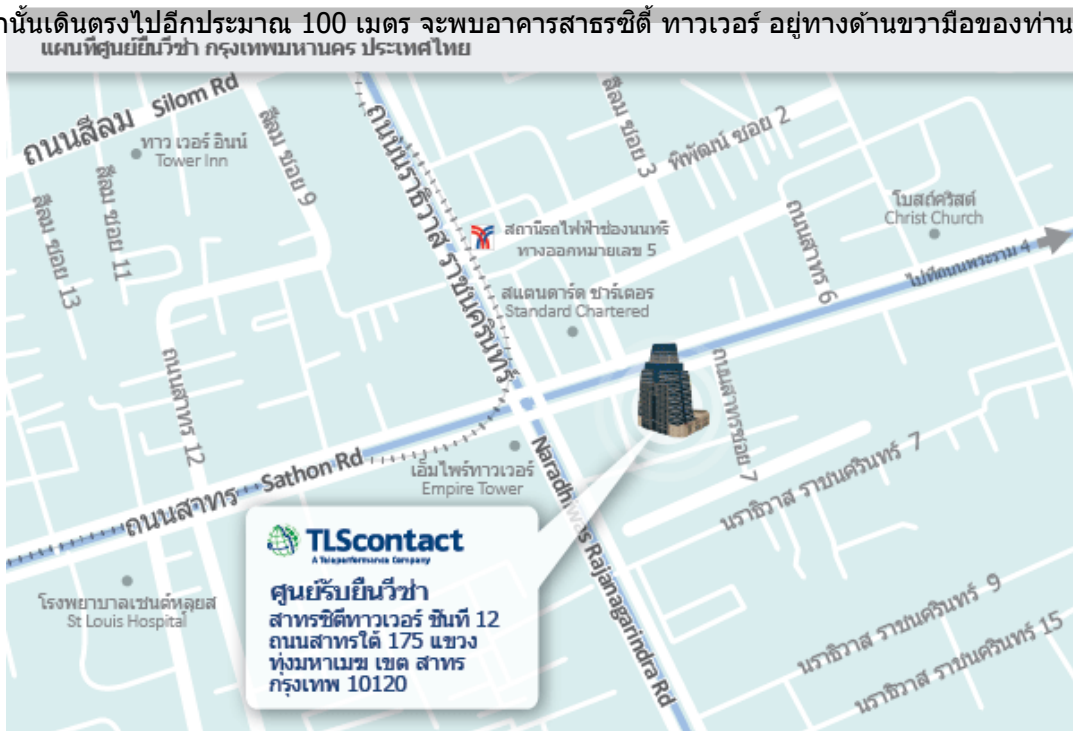 นั้นเดินตรงไปอีกประมาณ 100 เมตร จะพบอาคารสาธรซิตี้ ทาวเวอร์ อยู่ทางด้านขวามือของท่าน
แผนที่ศูนย์ยื่นวีซ่า กรุงเทพมหานคร ประเทศไทย
ถนนสีลม Silom Rd
ทาว เวอร์ อินน์
Tower Inn
สีลม ซอย 9
สีลม ซอย 11
สีลม ซอย 13
ถนนนราธิวาส ราชนครินทร์
สีลม ซอย 3
พิพัฒน์ ซอย 2
สถานีรถไฟฟ้าช่องนนทรี
ทางออกหมายเลข 5
โบสถ์คริสต์
Christ Church
ถนนสาทร 6
ไปที่ถนนพระราม 4
สแตนดาร์ด ชาร์เตอร
Standard Chartered
ถนนสาทร 12
ถนนสาทรซอย 7
ถนนสาทร Sathon Rd
เอ็มไพร์ทาวเวอร์
Empire Tower
Naradhiwas Rajanagarindra Rd
นราธิวาส ราชนครินทร์ 7
TLScontact
A Teleperformance Company
ศูนย์รับยื่นวีซ่า
สาทรซิตีทาวเวอร์ ชั้นที่ 12
ถนนสาทรใต้ 175 แขวง
ทุ่งมหาเมฆ เขต สาทร
กรุงเทพ 10120
โรงพยาบาลเซนต์หลุยส
St Louis Hospital
นราธิวาส ราชนครินทร์ 9
นราธิวาส ราชนครินทร์ 15